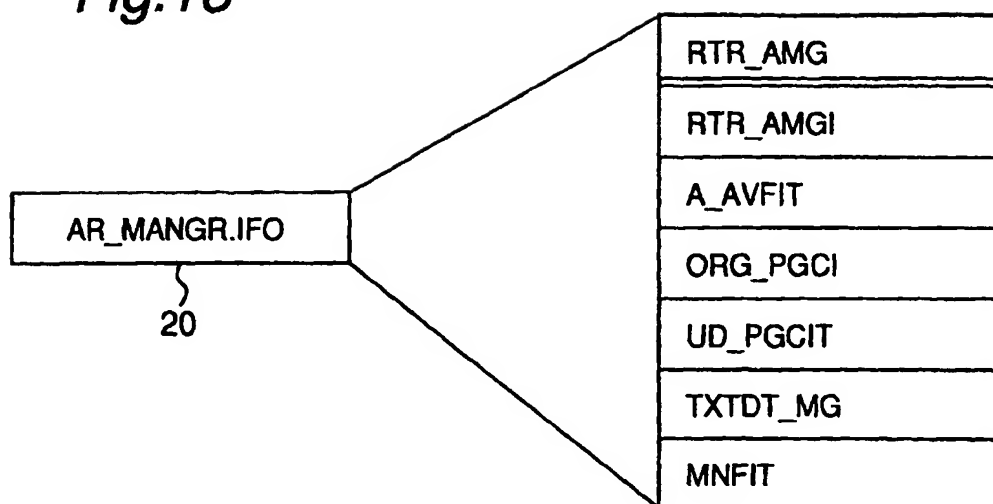 AR_MANGR.IFO
20
RTR_AMG
RTR_AMGI
A_AVFIT
ORG_PGCI
UD_PGCIT
TXTDT_MG
MNFIT